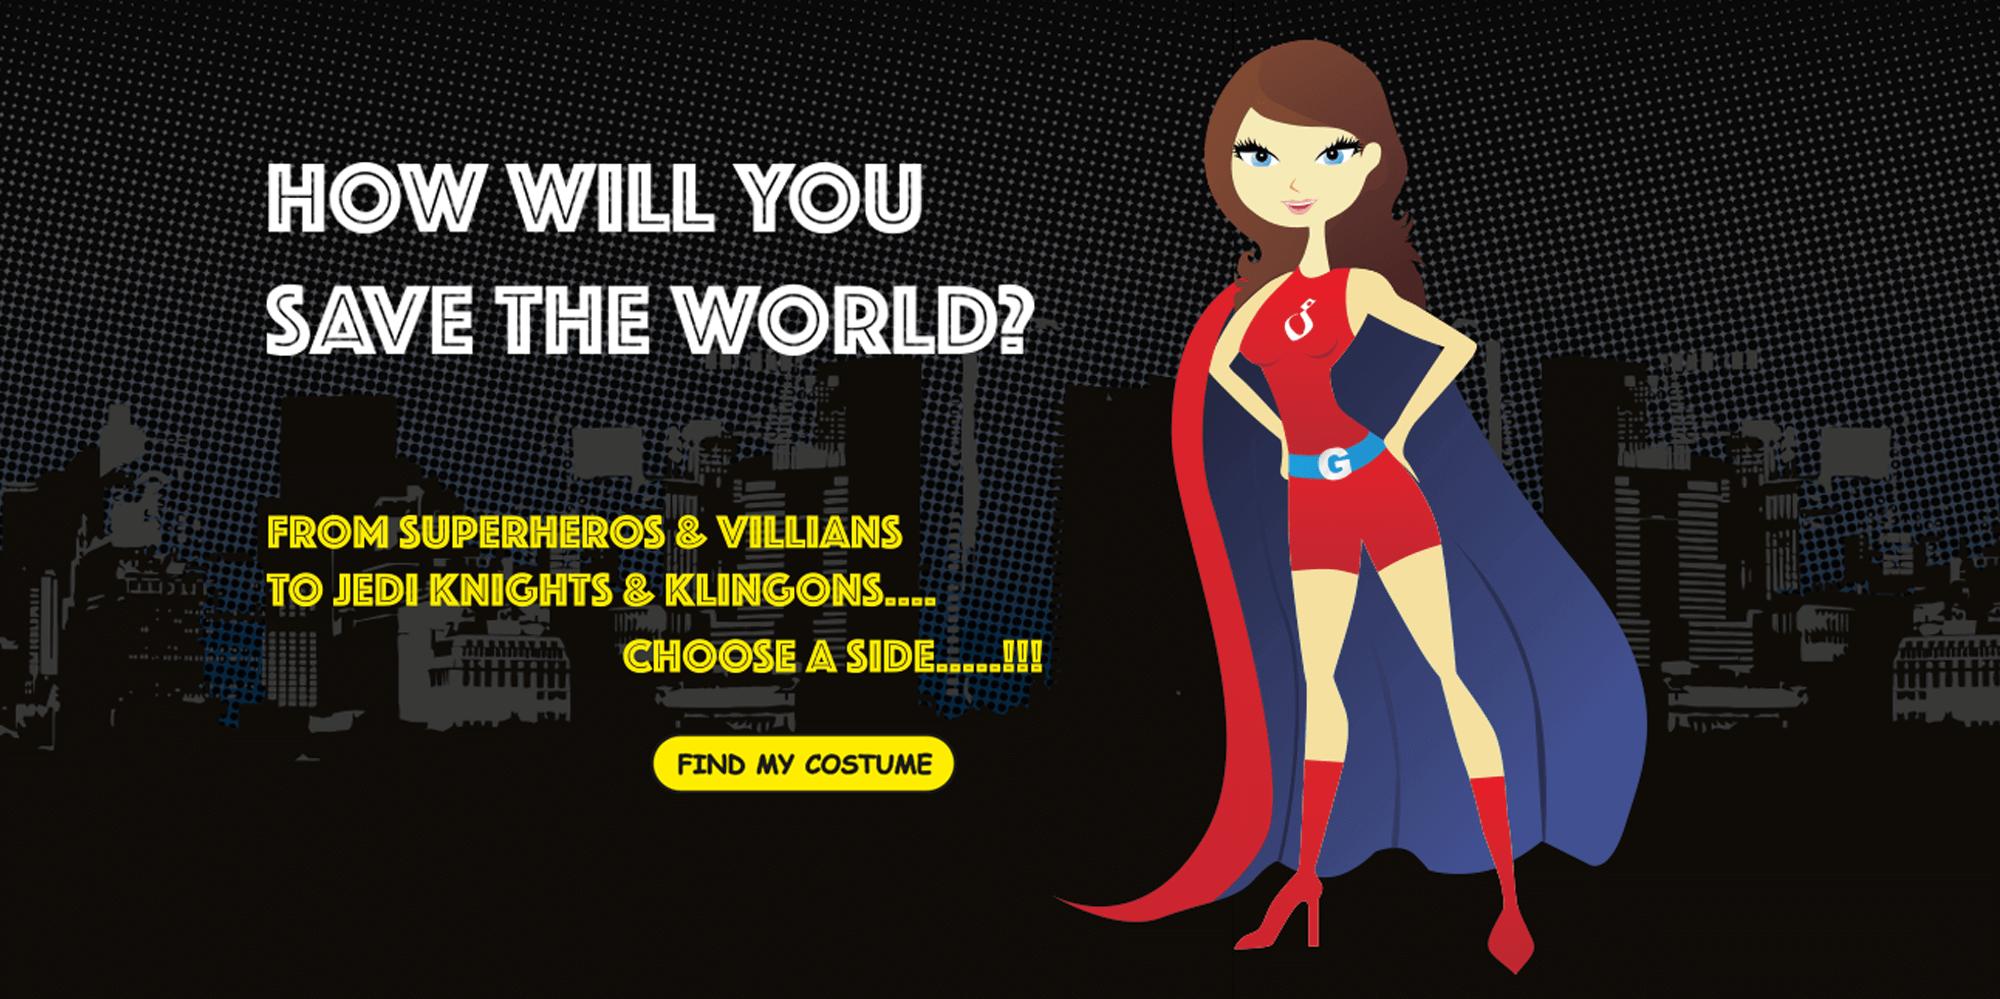 HOW WILL YOU
SAVE THE WORLD?
FROM SUPERHEROS & VILLIANS
TO JEDI KNIGHTS & KLINGONS....
CHOOSE A SIDE.....!!!
FIND MY COSTUME
G